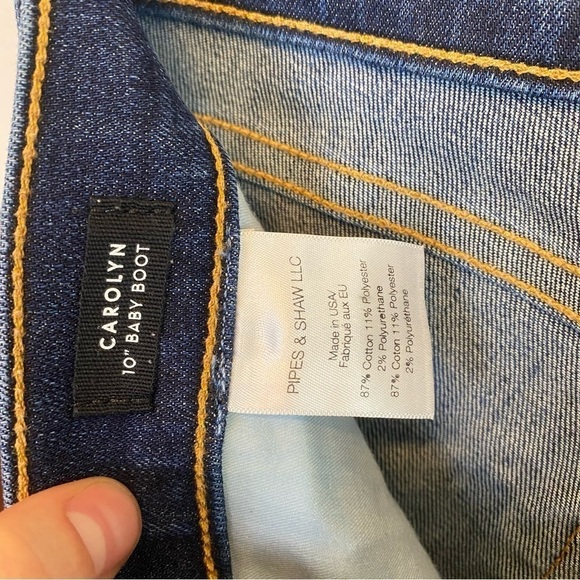 CAROLYN
10" BABY BOOT
PIPES & SHAW LLC
Made in USA/
Fabriqué aux EU
87% Cotton 11% Polyester
2% Polyurethane
87% Coton 11% Polyester
2% Polyuréthane